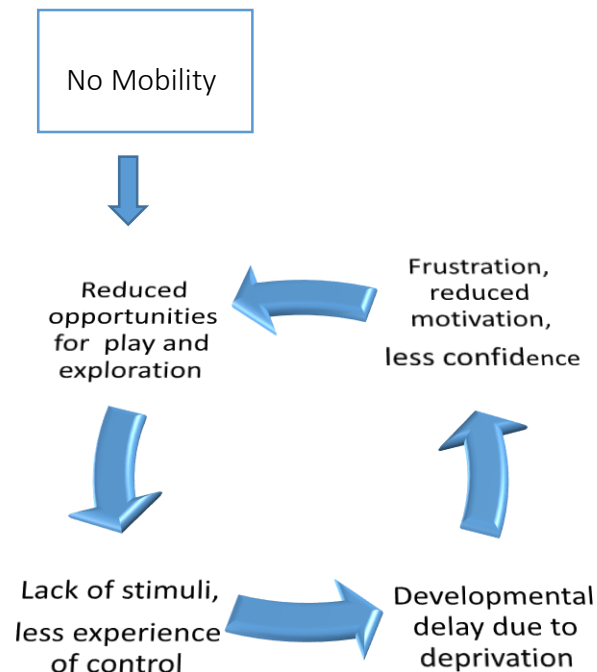 No Mobility
Reduced
opportunities
for play and
exploration
Frustration,
reduced
motivation,
less confidence
Lack of stimuli,
less experience
of control
Developmental
delay due to
deprivation